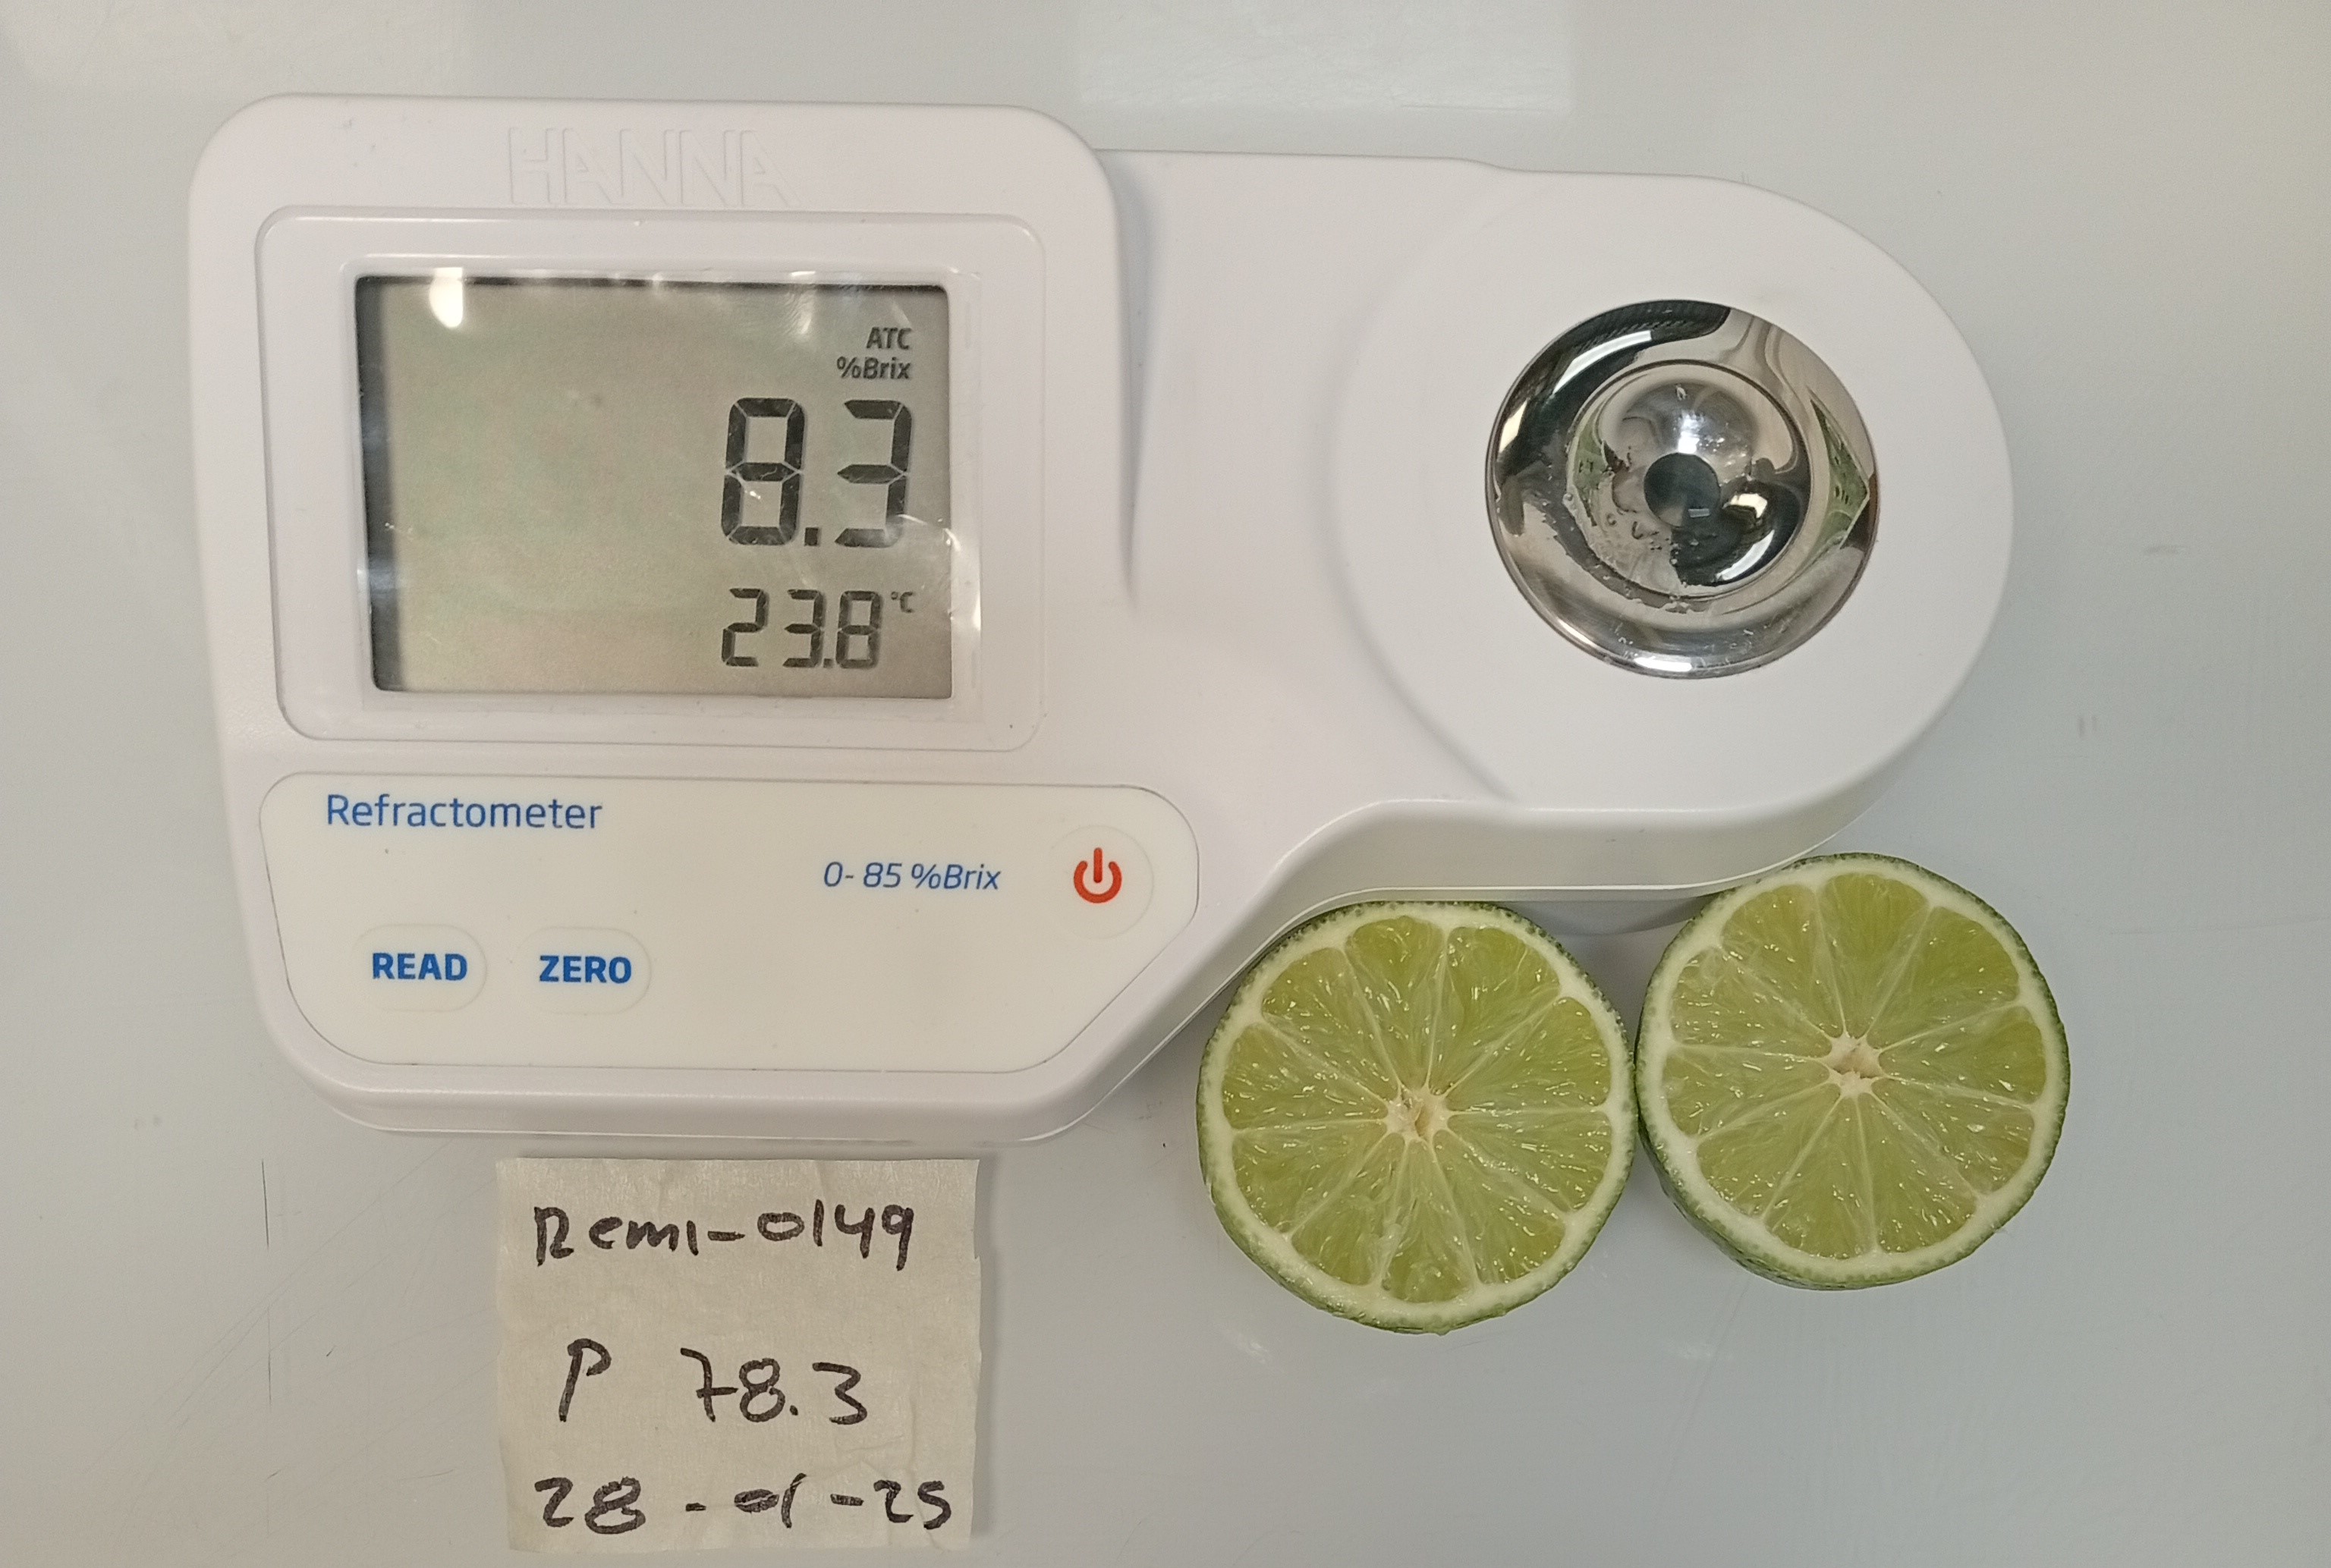 HANNA
ATC
%Brix
8.3
23.8 °C
Refractometer
0- 85 %Brix
READ
ZERO
Remi-0149
P 78.3
28-01-25